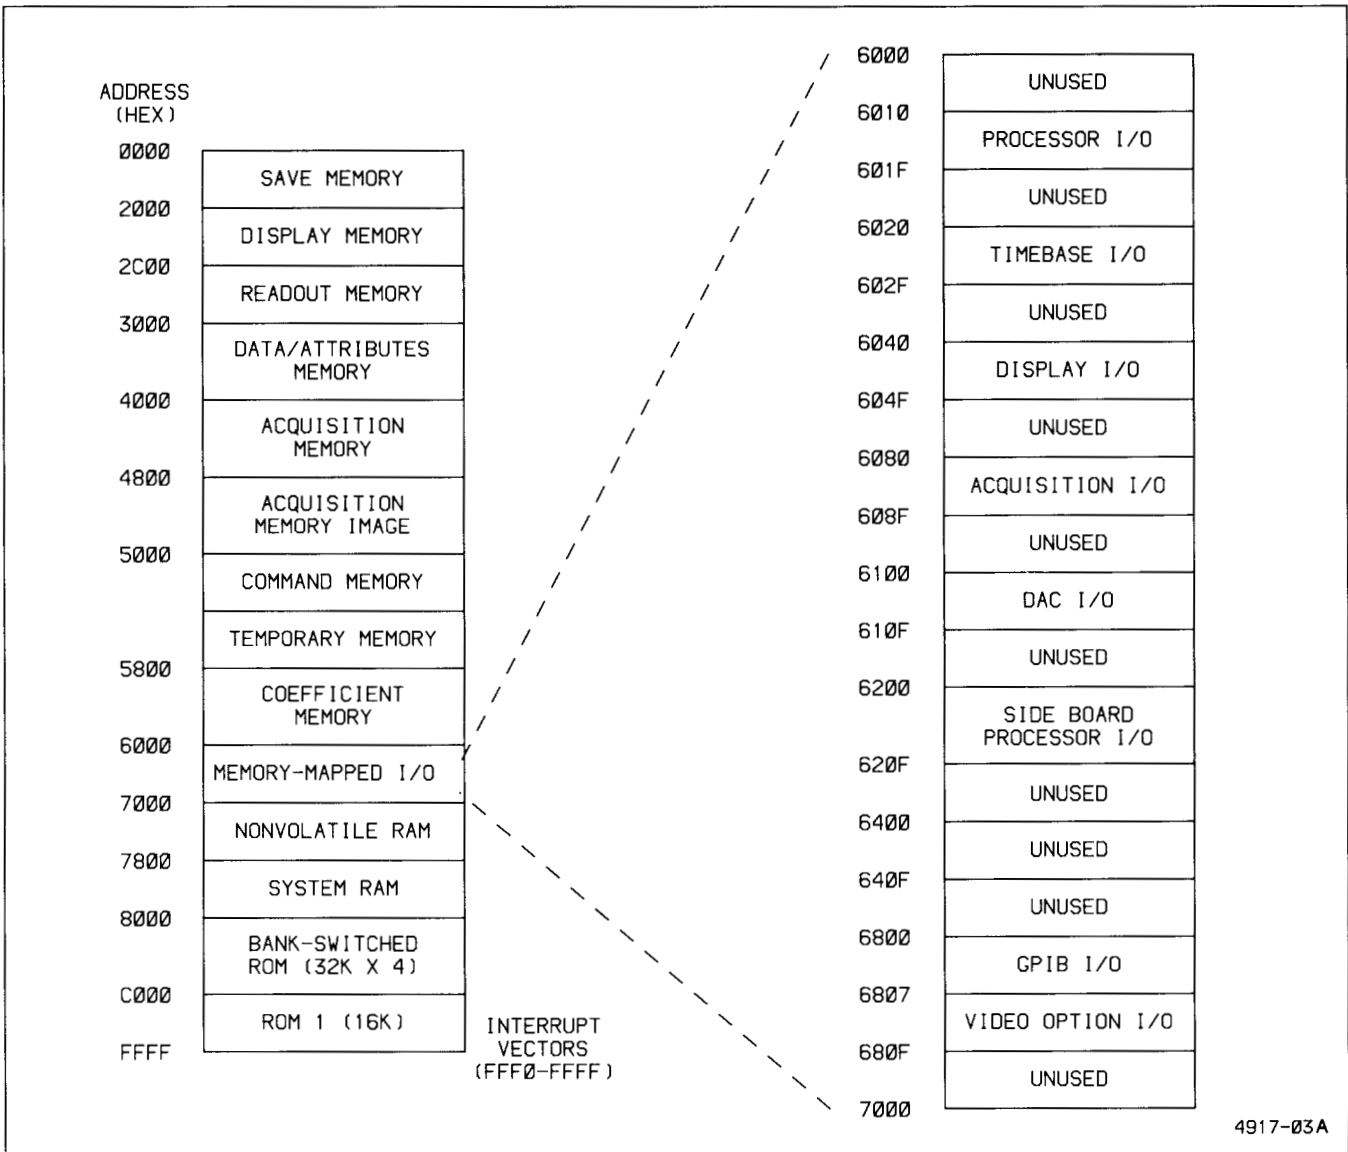 ADDRESS
(HEX)
0000
SAVE MEMORY
2000
DISPLAY MEMORY
2C00
READOUT MEMORY
3000
DATA/ATTRIBUTES
MEMORY
4000
ACQUISITION
MEMORY
4800
ACQUISITION
MEMORY IMAGE
5000
COMMAND MEMORY
TEMPORARY MEMORY
5800
COEFFICIENT
MEMORY
6000
MEMORY-MAPPED I/O
7000
NONVOLATILE RAM
7800
SYSTEM RAM
8000
BANK-SWITCHED
ROM (32K X 4)
C000
ROM 1 (16K)
FFFF
INTERRUPT
VECTORS
(FFF0-FFFF)
6000
UNUSED
6010
PROCESSOR I/O
601F
UNUSED
6020
TIMEBASE I/O
602F
UNUSED
6040
DISPLAY I/O
604F
UNUSED
6080
ACQUISITION I/O
608F
UNUSED
6100
DAC I/O
610F
UNUSED
6200
SIDE BOARD
PROCESSOR I/O
620F
UNUSED
6400
UNUSED
640F
UNUSED
6800
GPIB I/O
6807
VIDEO OPTION I/O
680F
UNUSED
7000
4917-03A